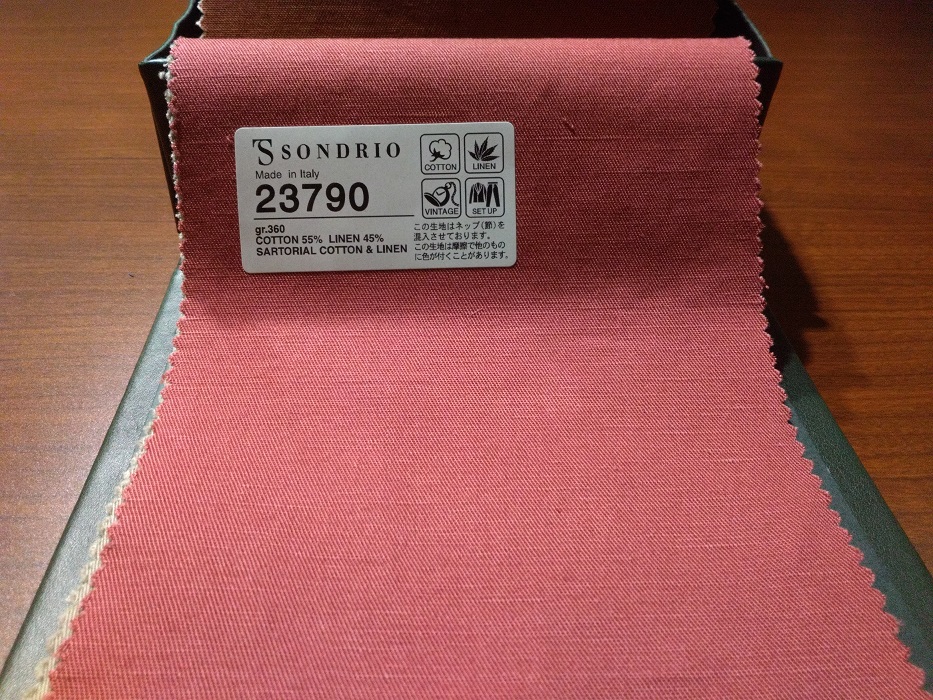 TS SONDRIO
Made in Italy
23790
gr.360
COTTON 55% LINEN 45%
SARTORIAL COTTON & LINEN
COTTON
LINEN
VINTAGE
SET UP
この生地はネップ(節)を
混入させております。
この生地は摩擦で他のもの
に色が付くことがあります。